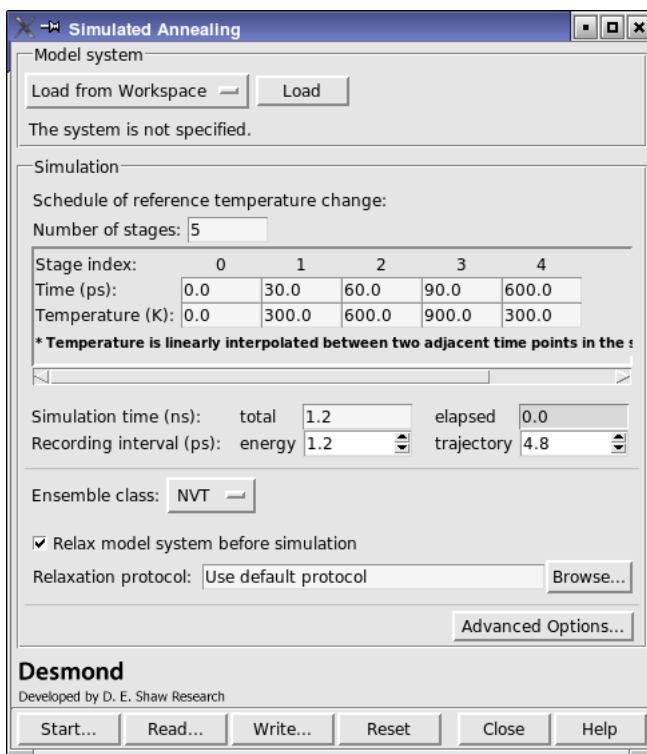 Simulated Annealing
Model system
Load from Workspace Load
The system is not specified.
Simulation
Schedule of reference temperature change:
Number of stages: 5
Stage index: 0 1 2 3 4
Time (ps): 0.0 30.0 60.0 90.0 600.0
Temperature (K): 0.0 300.0 600.0 900.0 300.0
* Temperature is linearly interpolated between two adjacent time points in the s
Simulation time (ns): total 1.2 elapsed 0.0
Recording interval (ps): energy 1.2 trajectory 4.8
Ensemble class: NVT
Relax model system before simulation
Relaxation protocol: Use default protocol Browse...
Advanced Options...
Desmond
Developed by D. E. Shaw Research
Start... Read... Write... Reset Close Help